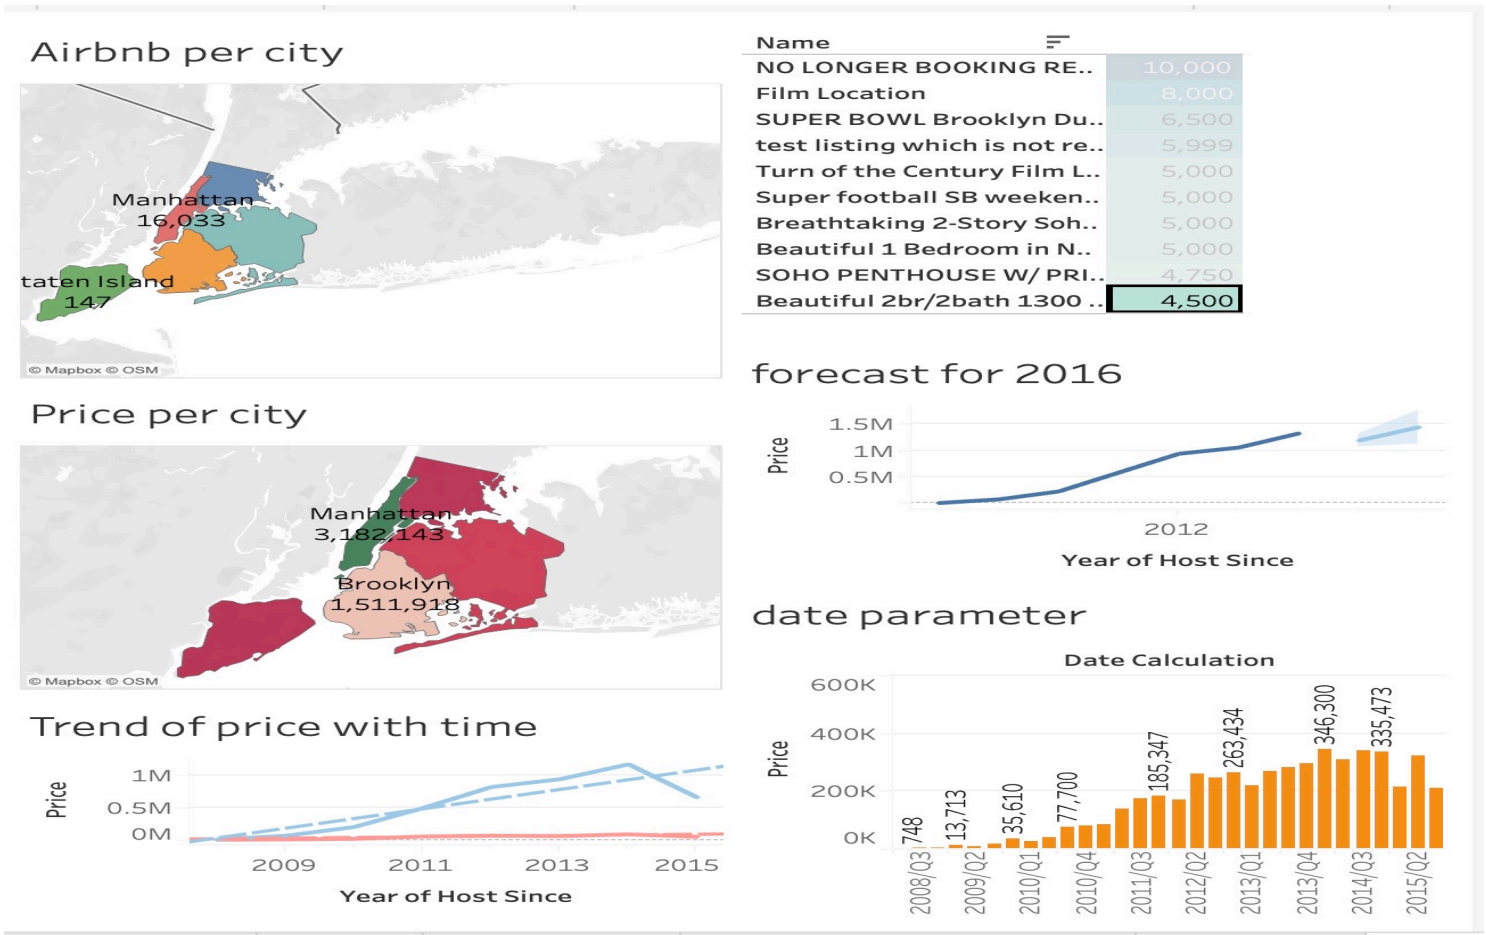 Airbnb per city
Manhattan
16,033
taten Island
147
© Mapbox © OSM
Price per city
Manhattan
3,182,143
Brooklyn
1,511,918
© Mapbox © OSM
Trend of price with time
Price
1M
0.5M
0M
2009
2011
2013
2015
Year of Host Since
Name
NO LONGER BOOKING RE.. 10,000
Film Location 8,000
SUPER BOWL Brooklyn Du.. 6,500
test listing which is not re.. 5,999
Turn of the Century Film L.. 5,000
Super football SB weeken.. 5,000
Breathtaking 2-Story Soh.. 5,000
Beautiful 1 Bedroom in N.. 5,000
SOHO PENTHOUSE W/ PRI.. 4,750
Beautiful 2br/2bath 1300 .. 4,500
forecast for 2016
Price
1.5M
1M
0.5M
2012
Year of Host Since
date parameter
Date Calculation
Price
600K
400K
200K
0K
748
13,713
35,610
77,700
185,347
263,434
346,300
335,473
2008/Q3
2009/Q2
2010/Q1
2010/Q4
2011/Q3
2012/Q2
2013/Q1
2013/Q4
2014/Q3
2015/Q2